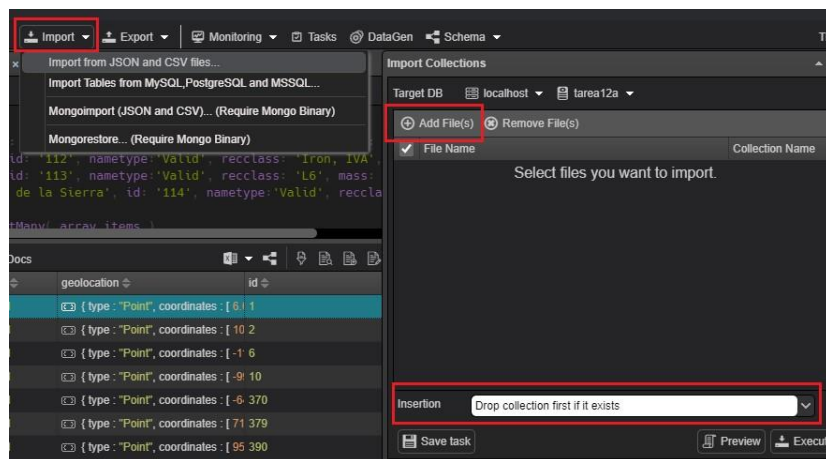 Import Export Monitoring Tasks DataGen Schema
Import from JSON and CSV files...
Import Tables from MySQL,PostgreSQL and MSSQL...
Mongoimport (JSON and CSV)... (Require Mongo Binary)
Mongorestore... (Require Mongo Binary)
id: '112', nametype:'Valid', recclass: 'Iron, IVA',
id: '113', nametype:'Valid', recclass: 'L6', mass:
de la Sierra', id: '114', nametype:'Valid', reccla
tMany( array items )
Docs
geolocation id
{ type : "Point", coordinates : [ 6.0 1
{ type : "Point", coordinates : [ 10 2
{ type : "Point", coordinates : [ -1 6
{ type : "Point", coordinates : [ -9 10
{ type : "Point", coordinates : [ -6 370
{ type : "Point", coordinates : [ 71 379
{ type : "Point", coordinates : [ 95 390
Import Collections
Target DB localhost tarea12a
Add File(s) Remove File(s)
File Name Collection Name
Select files you want to import.
Insertion Drop collection first if it exists
Save task Preview Execut